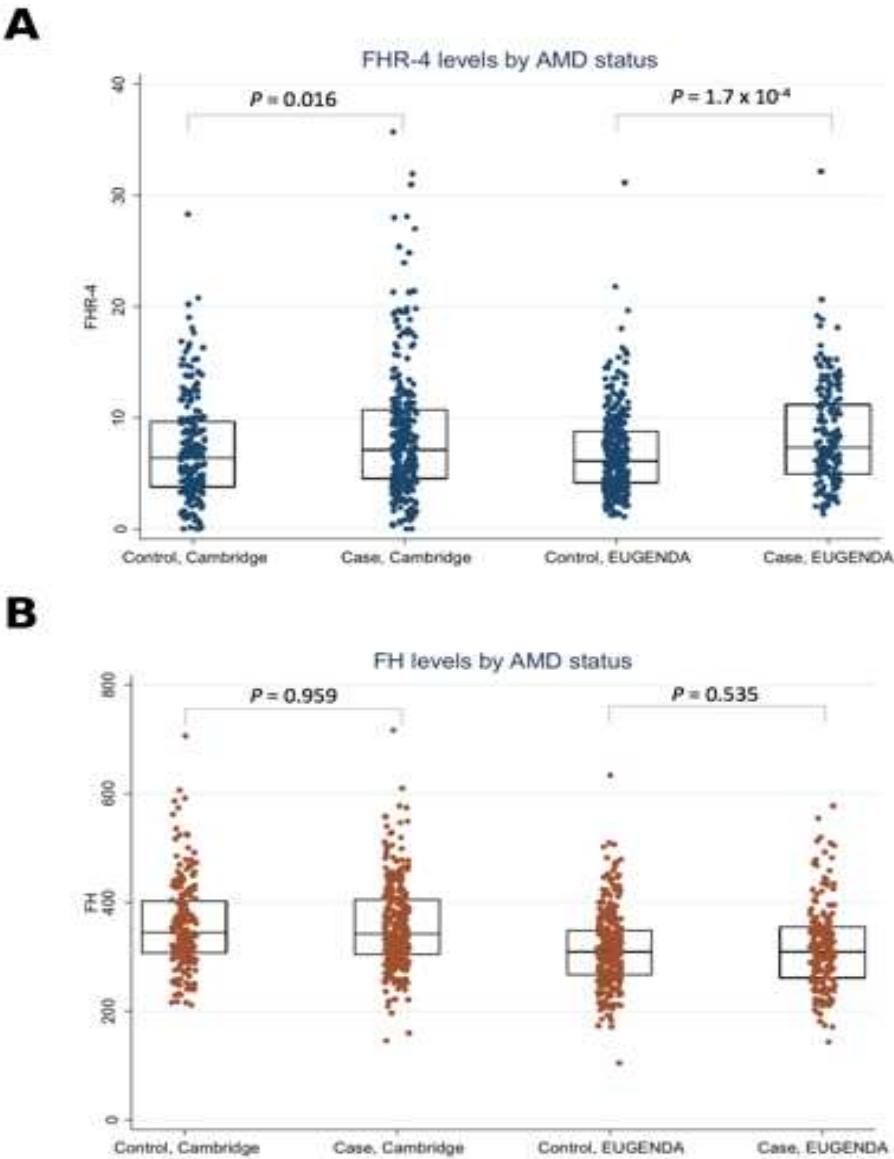 A
FHR-4 levels by AMD status
P = 0.016
P = 1.7 x 10-4
40
30
20
10
0
FHR-4
Control, Cambridge
Case, Cambridge
Control, EUGENDA
Case, EUGENDA
B
FH levels by AMD status
P = 0.959
P = 0.535
800
600
400
200
0
FH
Control, Cambridge
Case, Cambridge
Control, EUGENDA
Case, EUGENDA